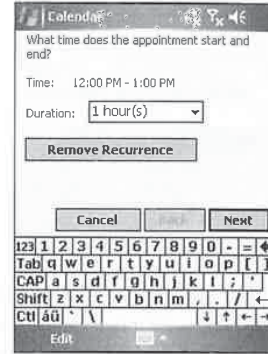 Calendar
What time does the appointment start and
end?
Time: 12:00 PM - 1:00 PM
Duration: 1 hour(s)
Remove Recurrence
Cancel Back Next
123 1 2 3 4 5 6 7 8 9 0 - =
Tab q w e r t y u i o p [ ]
CAP a s d f g h j k l ; '
Shift z x c v b n m , . /
Ctl áü ` \
Edit